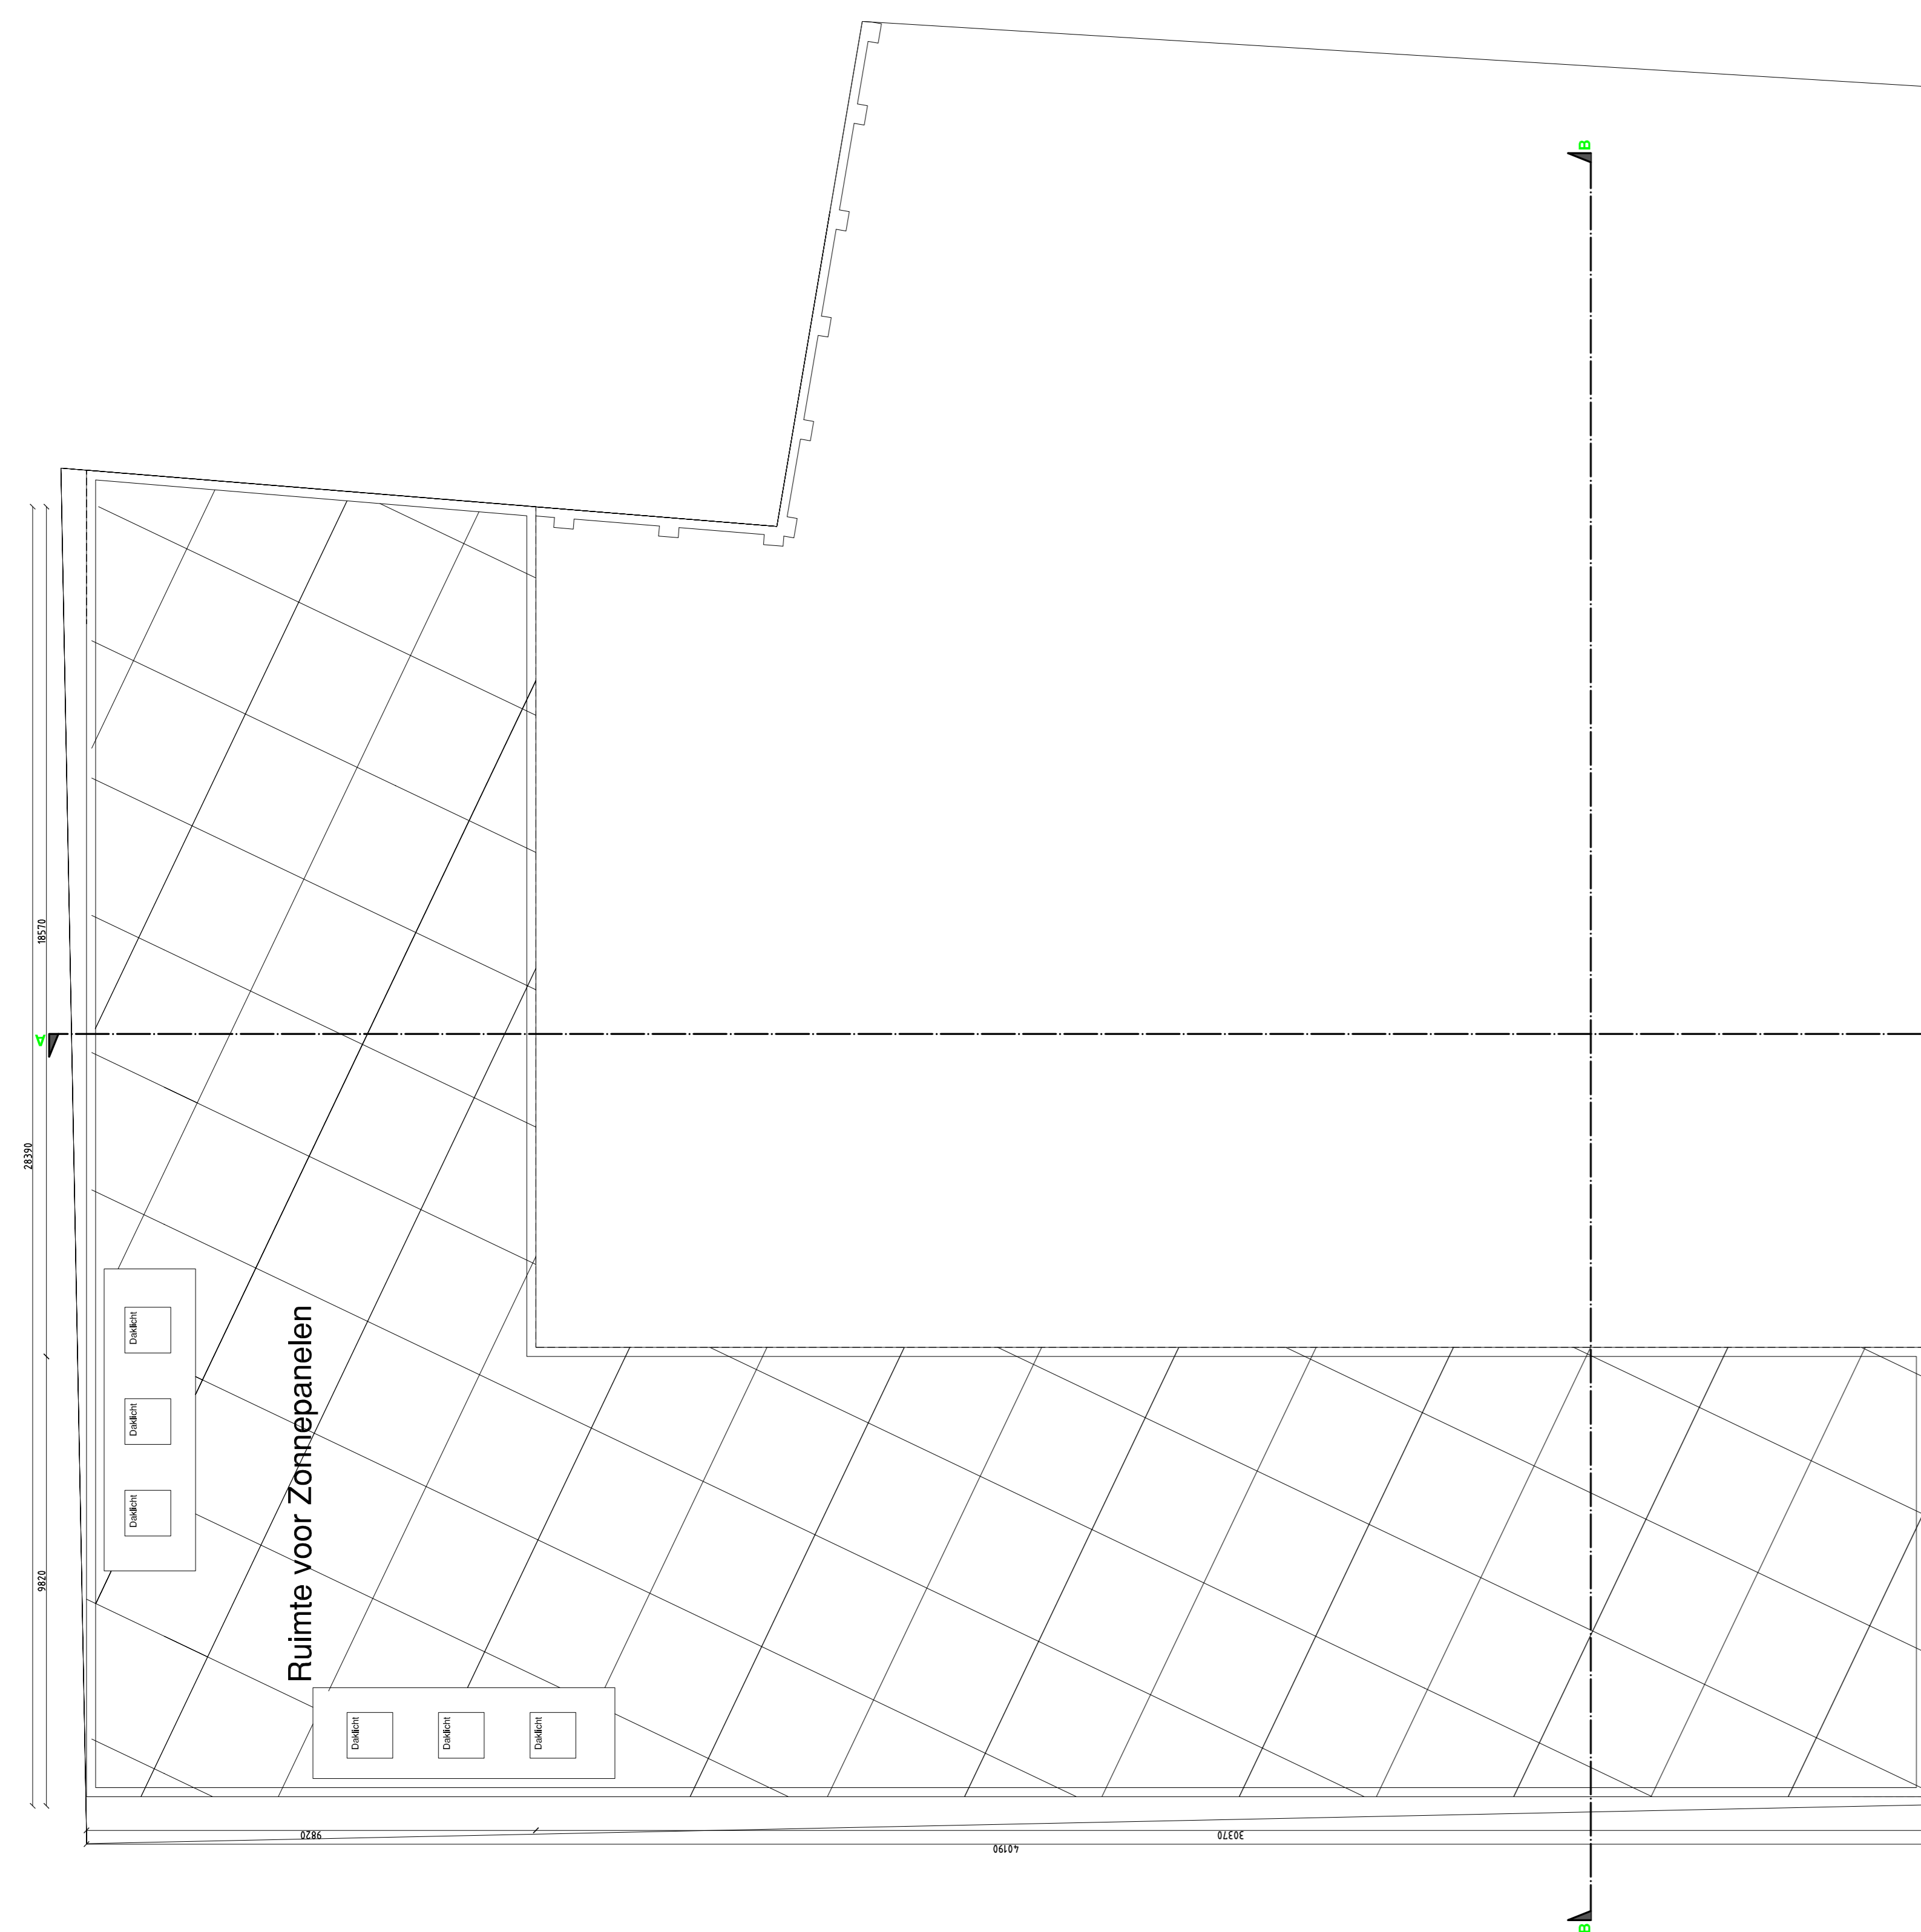 B
18570
A
28390
Daklicht
Daklicht
Daklicht
Ruimte voor Zonnepanelen
9820
Daklicht
Daklicht
Daklicht
9820
30370
40190
B